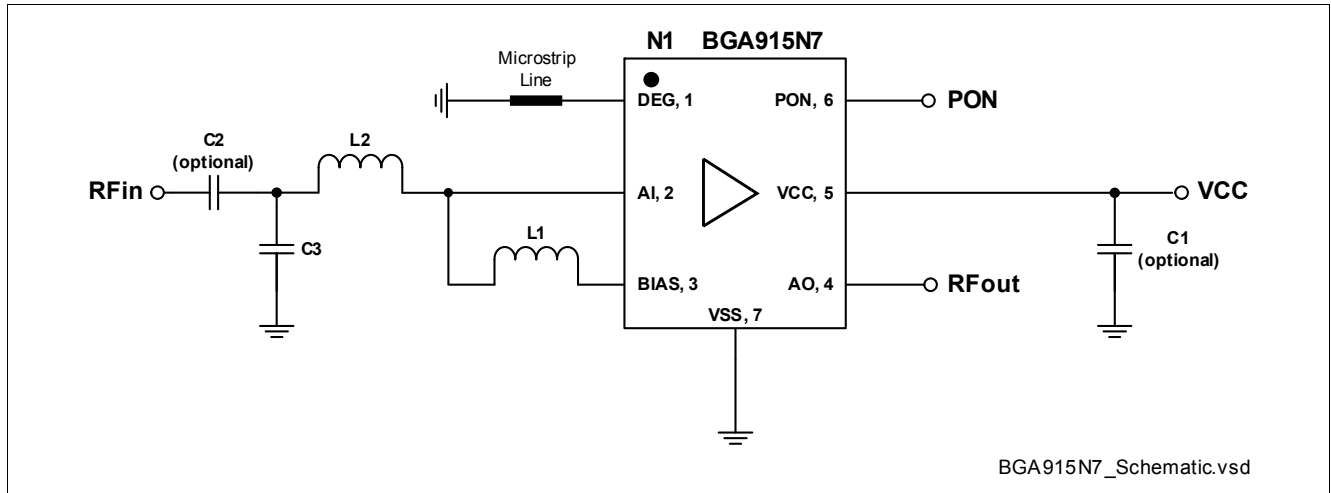 N1 BGA915N7
Microstrip
Line
DEG, 1
PON, 6
PON
C2
(optional)
L2
RFin
AI, 2
VCC, 5
VCC
C3
L1
C1
(optional)
BIAS, 3
AO, 4
RFout
VSS, 7
BGA915N7_Schematic.vsd